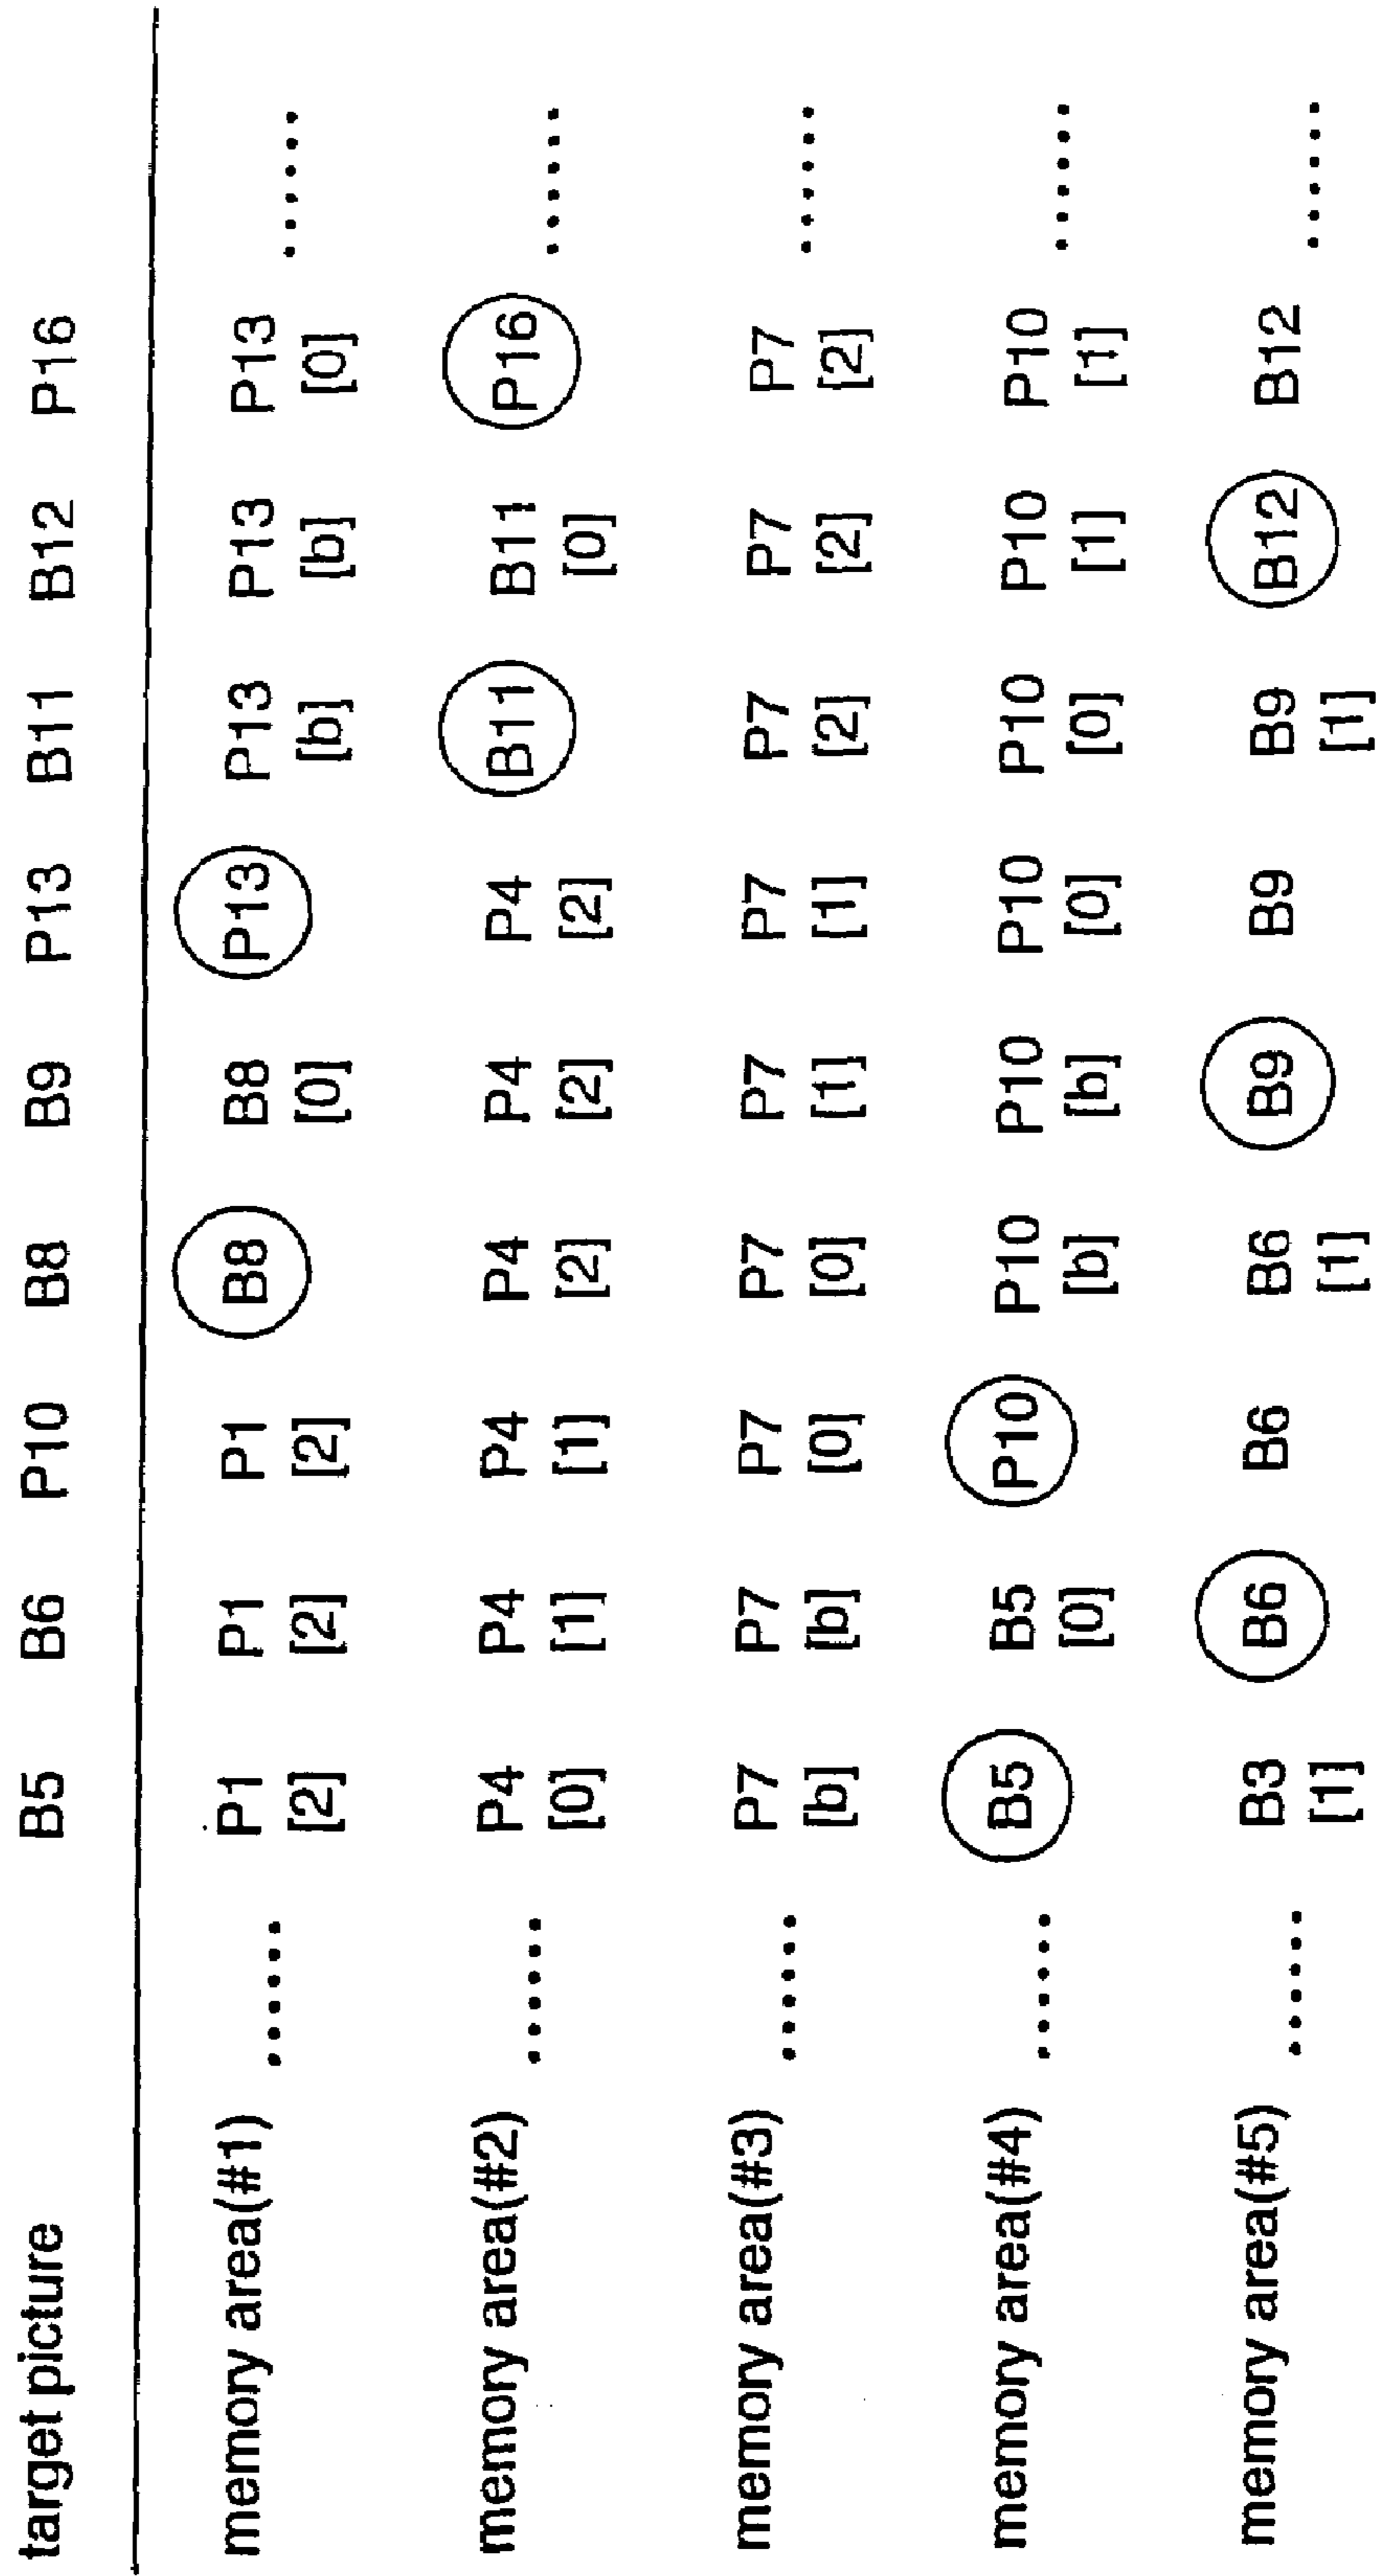 target picture B5 B6 P10 B8 B9 P13 B11 B12 P16
memory area(#1) ...... P1 P1 P1 B8 B8 P13 P13 P13 P13 ......
[2] [2] [2] [0] [b] [b] [0]
memory area(#2) ...... P4 P4 P4 P4 P4 P4 B11 B11 P16 ......
[0] [1] [1] [2] [2] [2] [0]
memory area(#3) ...... P7 P7 P7 P7 P7 P7 P7 P7 P7 ......
[b] [b] [0] [0] [1] [1] [2] [2] [2]
memory area(#4) ...... B5 B5 P10 P10 P10 P10 P10 P10 P10 ......
[0] [b] [b] [0] [0] [1] [1]
memory area(#5) ...... B3 B6 B6 B6 B9 B9 B9 B12 B12 ......
[1] [1] [1]